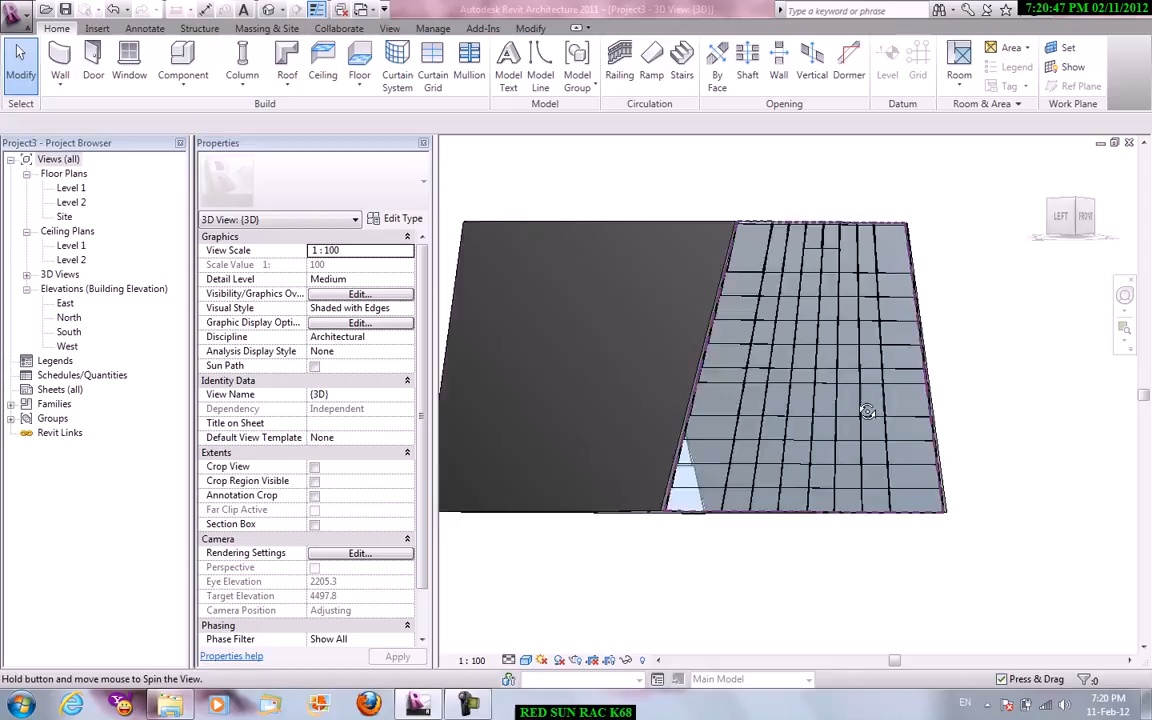 Autodesk Revit Architecture 2011 - [Project3 - 3D View: {3D}]
Type a keyword or phrase
7:20:47 PM 02/11/2012
Home Insert Annotate Structure Massing & Site Collaborate View Manage Add-Ins Modify
Modify Wall Door Window Component Column Roof Ceiling Floor Curtain System Curtain Grid Mullion Model Text Model Line Model Group Railing Ramp Stairs By Face Shaft Wall Vertical Dormer Level Grid Room Area Legend Tag Set Show Ref Plane
Select Build Model Circulation Opening Datum Room & Area Work Plane
Project3 - Project Browser
Views (all)
Floor Plans
Level 1
Level 2
Site
Ceiling Plans
Level 1
Level 2
3D Views
Elevations (Building Elevation)
East
North
South
West
Legends
Schedules/Quantities
Sheets (all)
Families
Groups
Revit Links
Properties
3D View: {3D} Edit Type
Graphics
View Scale 1 : 100
Scale Value 1: 100
Detail Level Medium
Visibility/Graphics Ov... Edit...
Visual Style Shaded with Edges
Graphic Display Opti... Edit...
Discipline Architectural
Analysis Display Style None
Sun Path
Identity Data
View Name {3D}
Dependency Independent
Title on Sheet
Default View Template None
Extents
Crop View
Crop Region Visible
Annotation Crop
Far Clip Active
Section Box
Camera
Rendering Settings Edit...
Perspective
Eye Elevation 2205.3
Target Elevation 4497.8
Camera Position Adjusting
Phasing
Phase Filter Show All
Properties help Apply
LEFT FRONT
1 : 100
Hold button and move mouse to Spin the View.
Main Model
Press & Drag
:0
EN
7:20 PM
11-Feb-12
RED SUN RAC K68